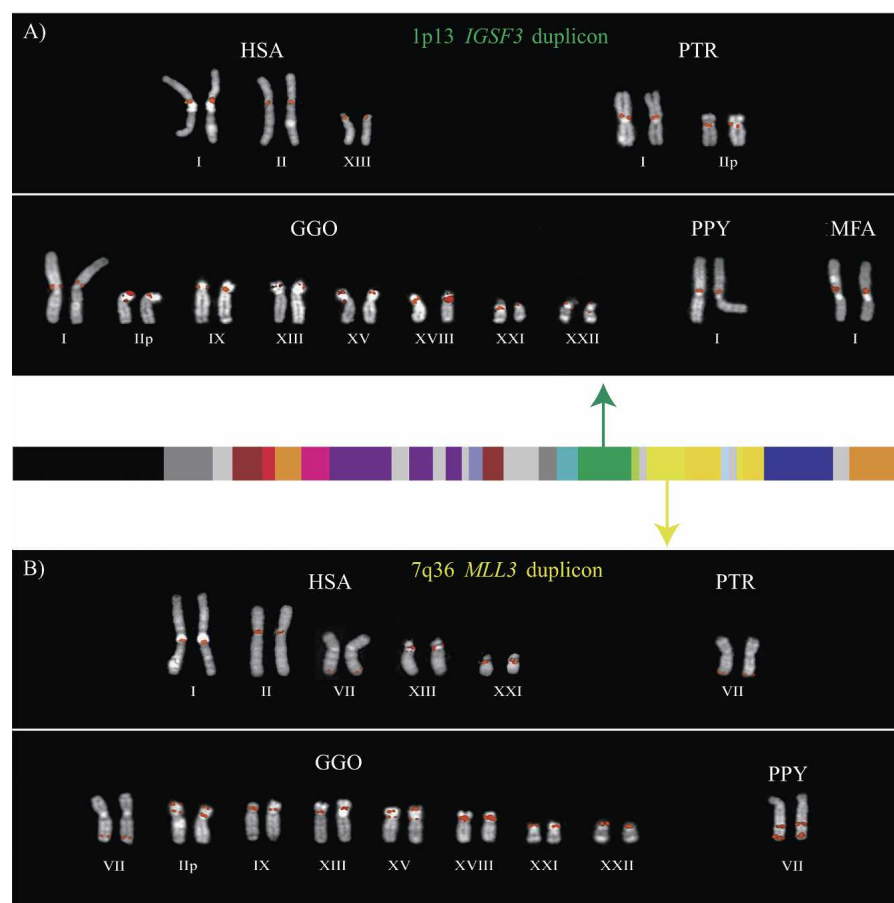 A)
1p13 IGSF3 duplicon
HSA
PTR
I II XIII I IIp
GGO
PPY
MFA
I IIp IX XIII XV XVIII XXI XXII I I
B)
7q36 MLL3 duplicon
HSA
PTR
I II VII XIII XXI VII
GGO
PPY
VII IIp IX XIII XV XVIII XXI XXII VII